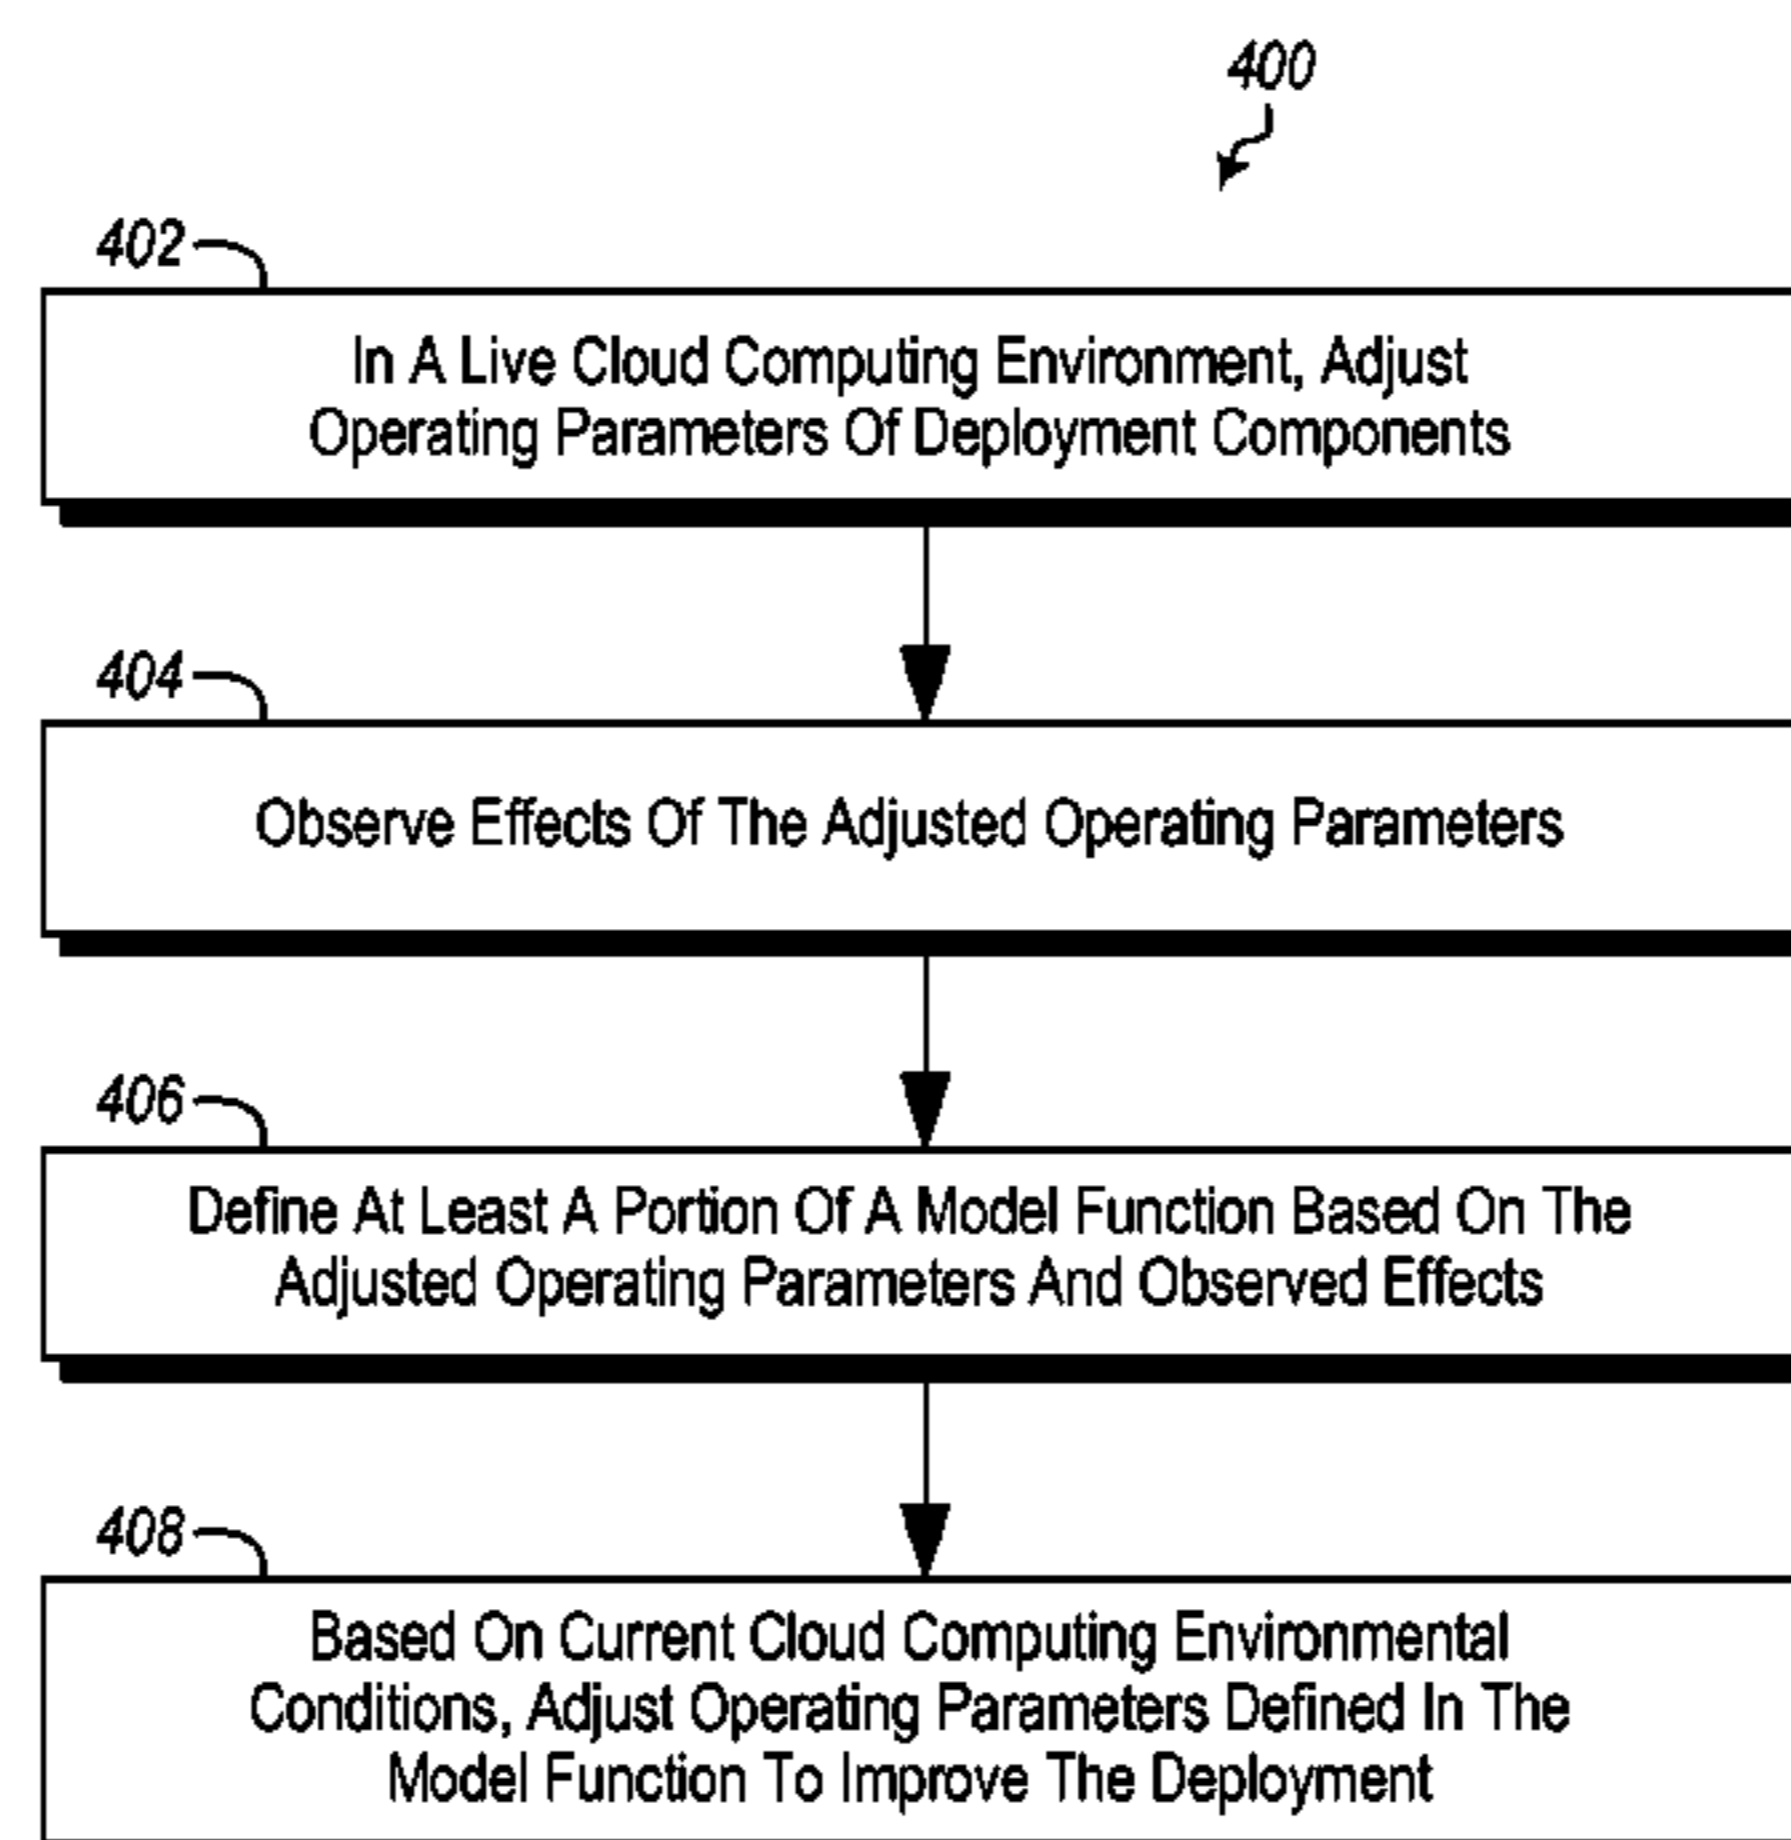 400
402
In A Live Cloud Computing Environment, Adjust
Operating Parameters Of Deployment Components
404
Observe Effects Of The Adjusted Operating Parameters
406
Define At Least A Portion Of A Model Function Based On The
Adjusted Operating Parameters And Observed Effects
408
Based On Current Cloud Computing Environmental
Conditions, Adjust Operating Parameters Defined In The
Model Function To Improve The Deployment